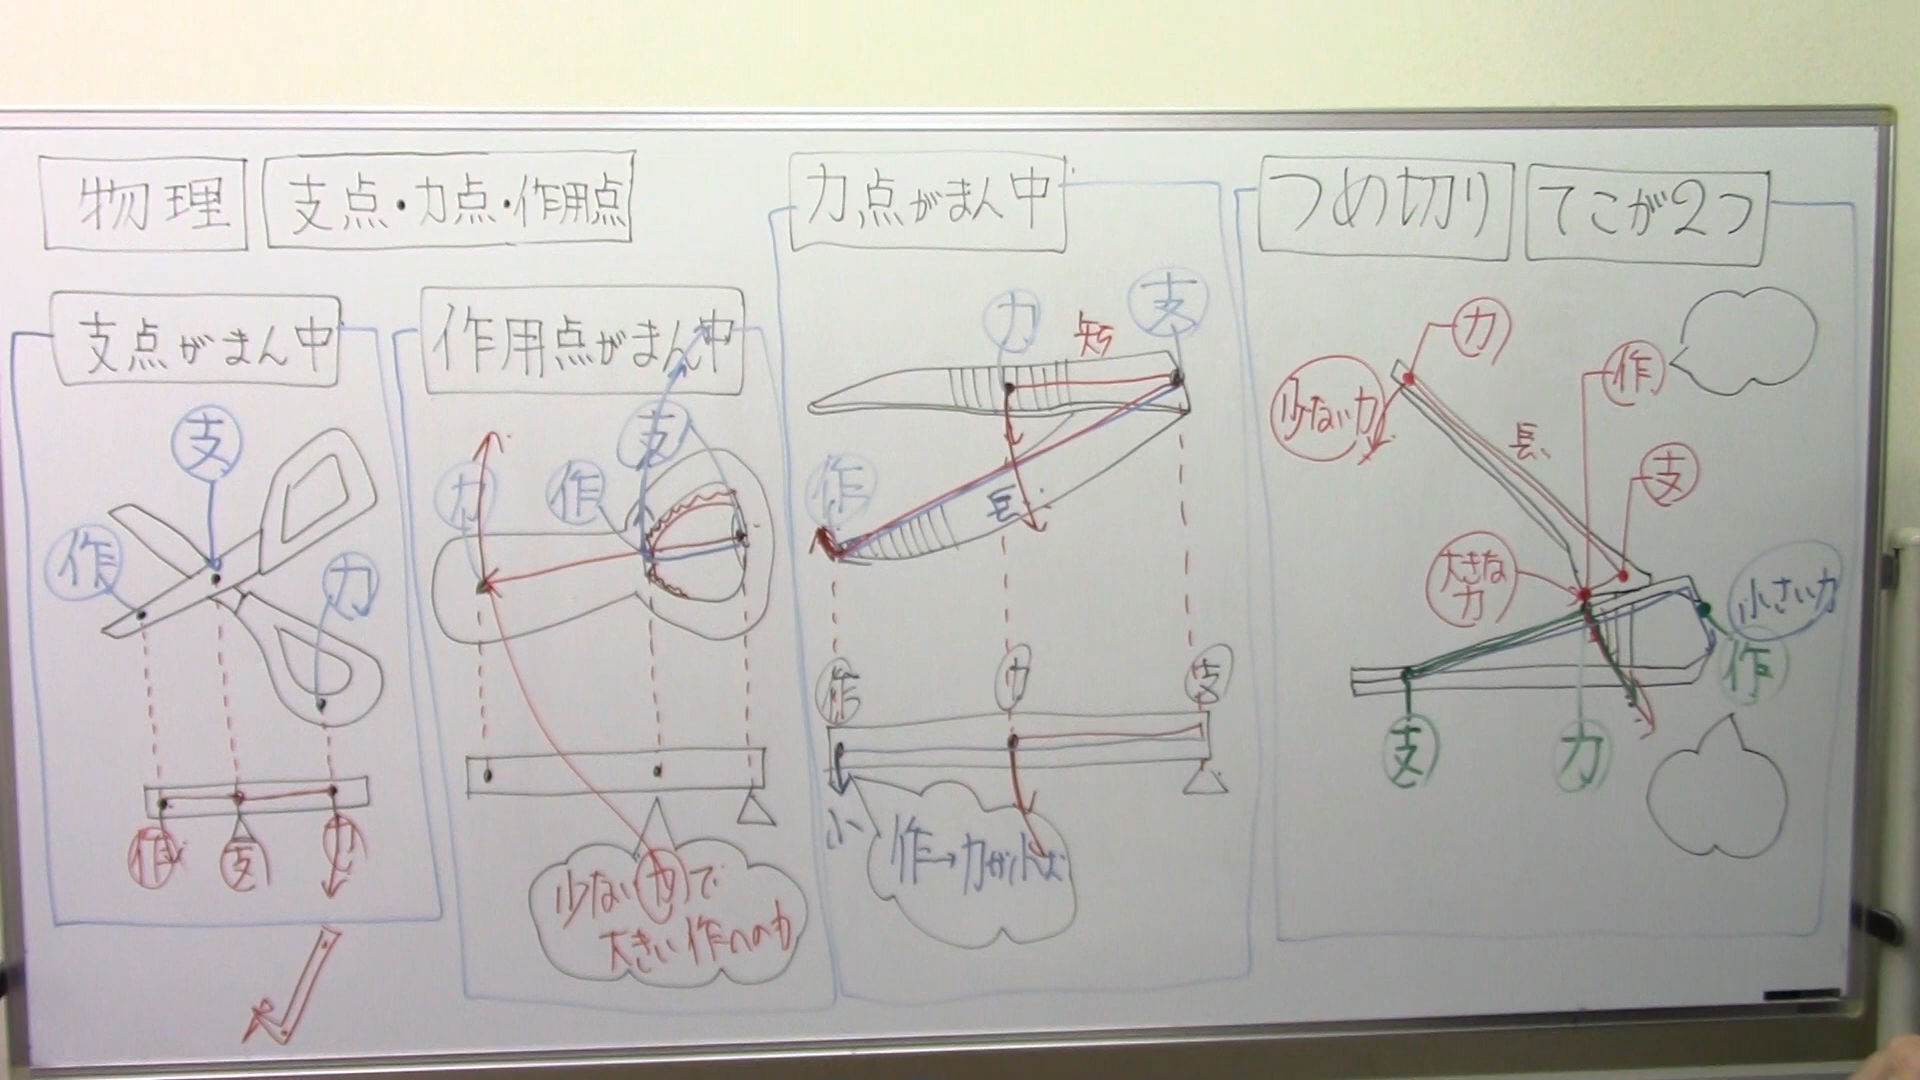 物理
支点・力点・作用点
支点がまん中
支
作
力
作
支
力
作用点がまん中
力
作
支
少ない力で
大きい作への力
力点がまん中
力
短
支
作
長
作
力
支
小
つめ切り
てこが2つ
力
少ない力
作
長
支
大きな
力
小さい力
作
支
力